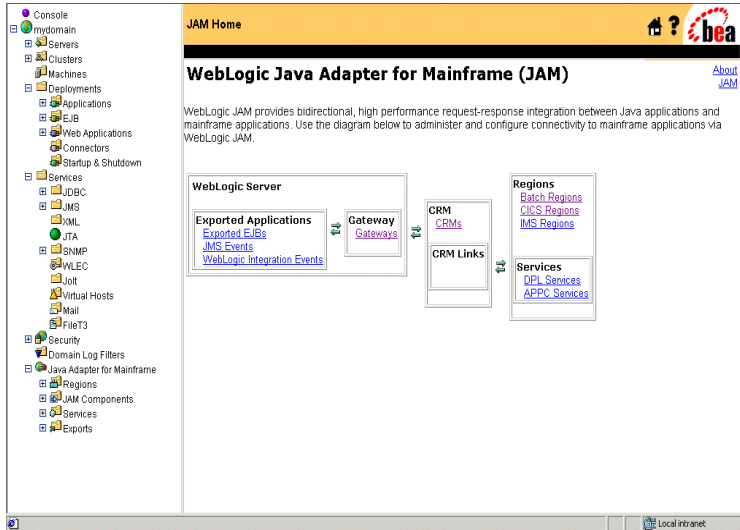 Console
mydomain
Servers
Clusters
Machines
Deployments
Applications
EJB
Web Applications
Connectors
Startup & Shutdown
Services
JDBC
JMS
XML
JTA
SNMP
WLEC
Jolt
Virtual Hosts
Mail
FileT3
Security
Domain Log Filters
Java Adapter for Mainframe
Regions
JAM Components
Services
Exports
JAM Home
?
bea
WebLogic Java Adapter for Mainframe (JAM)
About
JAM
WebLogic JAM provides bidirectional, high performance request-response integration between Java applications and
mainframe applications. Use the diagram below to administer and configure connectivity to mainframe applications via
WebLogic JAM.
WebLogic Server
Exported Applications
Exported EJBs
JMS Events
WebLogic Integration Events
Gateway
Gateways
CRM
CRMs
CRM Links
Regions
Batch Regions
CICS Regions
IMS Regions
Services
DPL Services
APPC Services
Local intranet